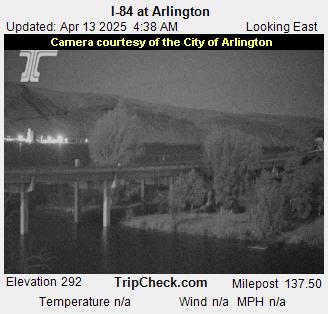 I-84 at Arlington
Updated: Apr 13 2025 4:38 AM Looking East
Camera courtesy of the City of Arlington
Elevation 292 TripCheck.com Milepost 137.50
Temperature n/a Wind n/a MPH n/a